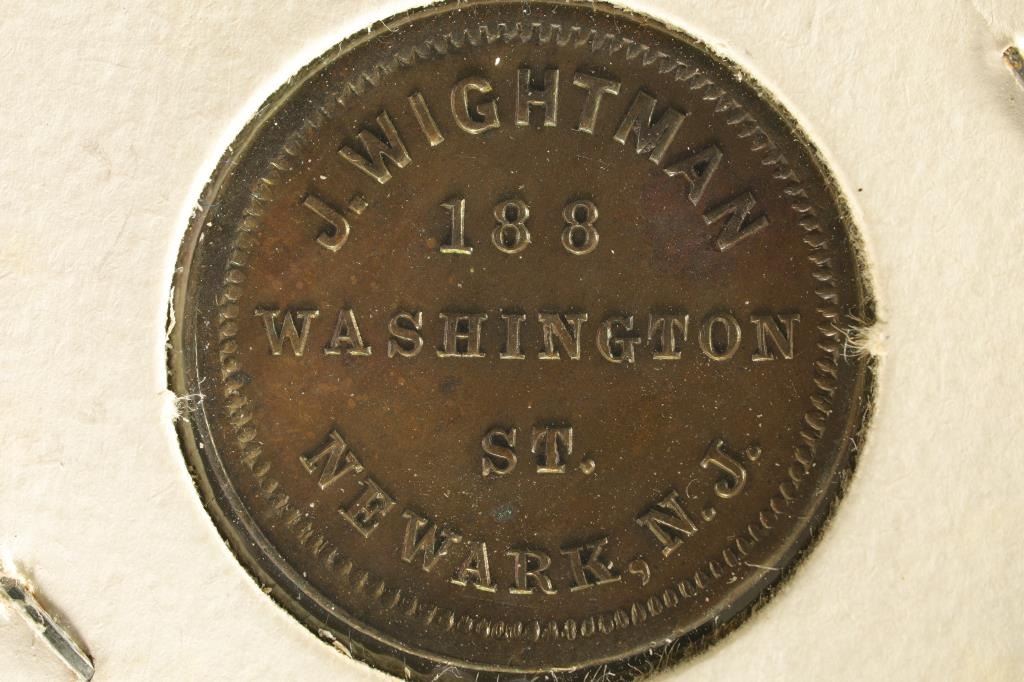 J. WIGHTMAN
188
WASHINGTON
ST.
NEWARK, N. J.